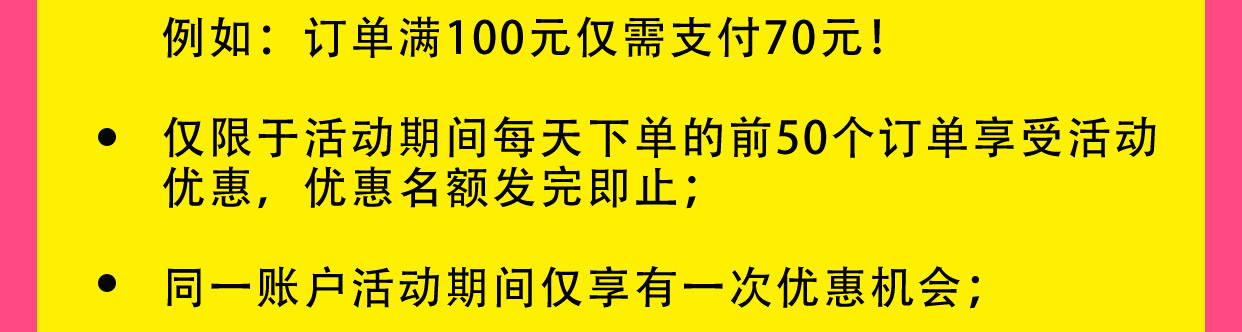 例如：订单满100元仅需支付70元！
• 仅限于活动期间每天下单的前50个订单享受活动
优惠，优惠名额发完即止；
• 同一账户活动期间仅享有一次优惠机会；